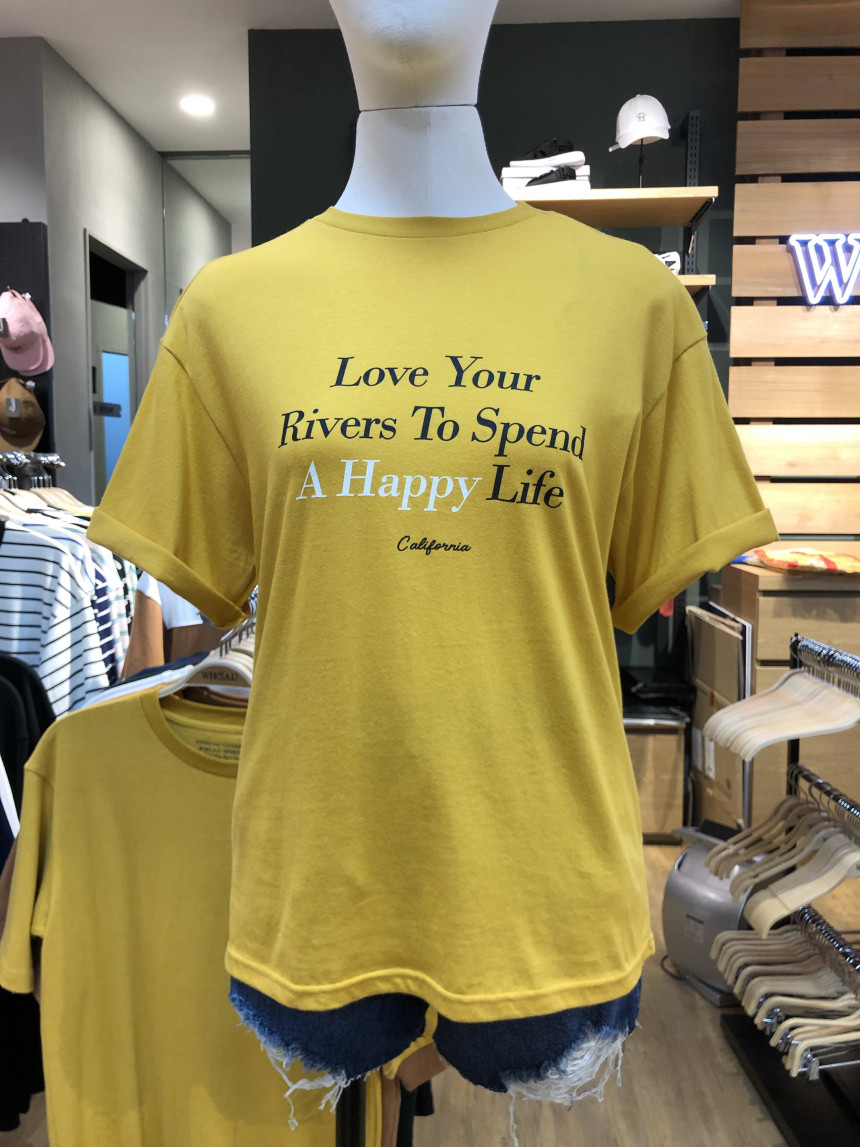 Love Your
Rivers To Spend
A Happy Life
California
W